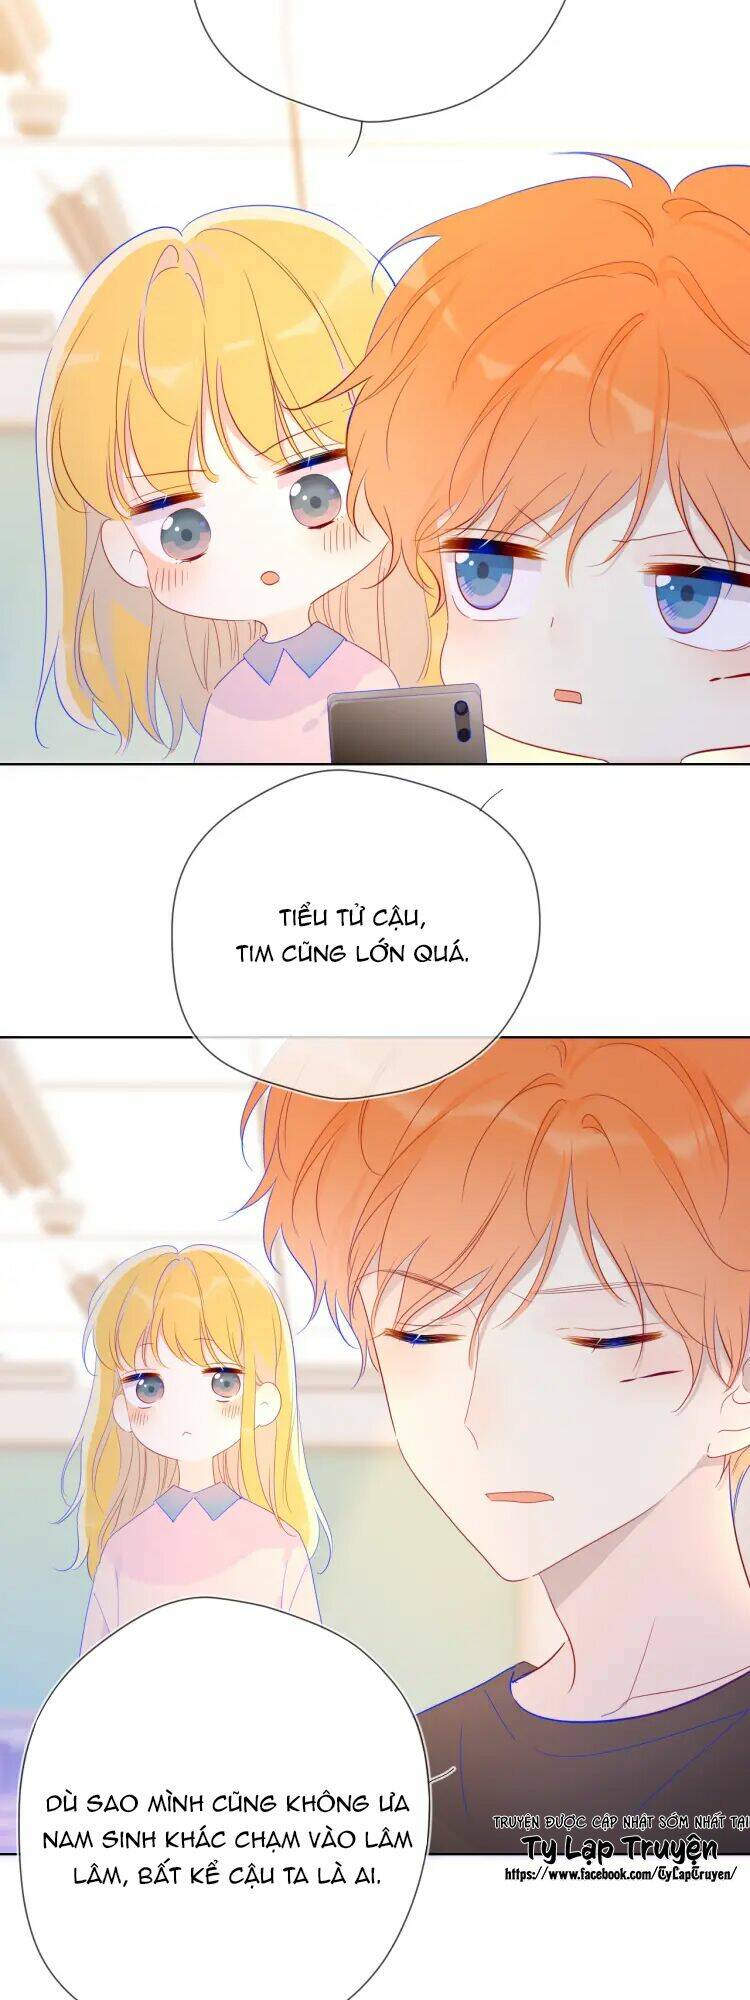 TIỂU TỬ CẬU,
TIM CŨNG LỚN QUÁ.
DÙ SAO MÌNH CŨNG KHÔNG ƯA
NAM SINH KHÁC CHẠM VÀO LÂM
LÂM, BẤT KỂ CẬU TA LÀ AI.
TRUYỆN ĐƯỢC CẬP NHẬT SỚM NHẤT TẠI
Ty Lạp Truyện
https://www.facebook.com/TyLapTruyen/